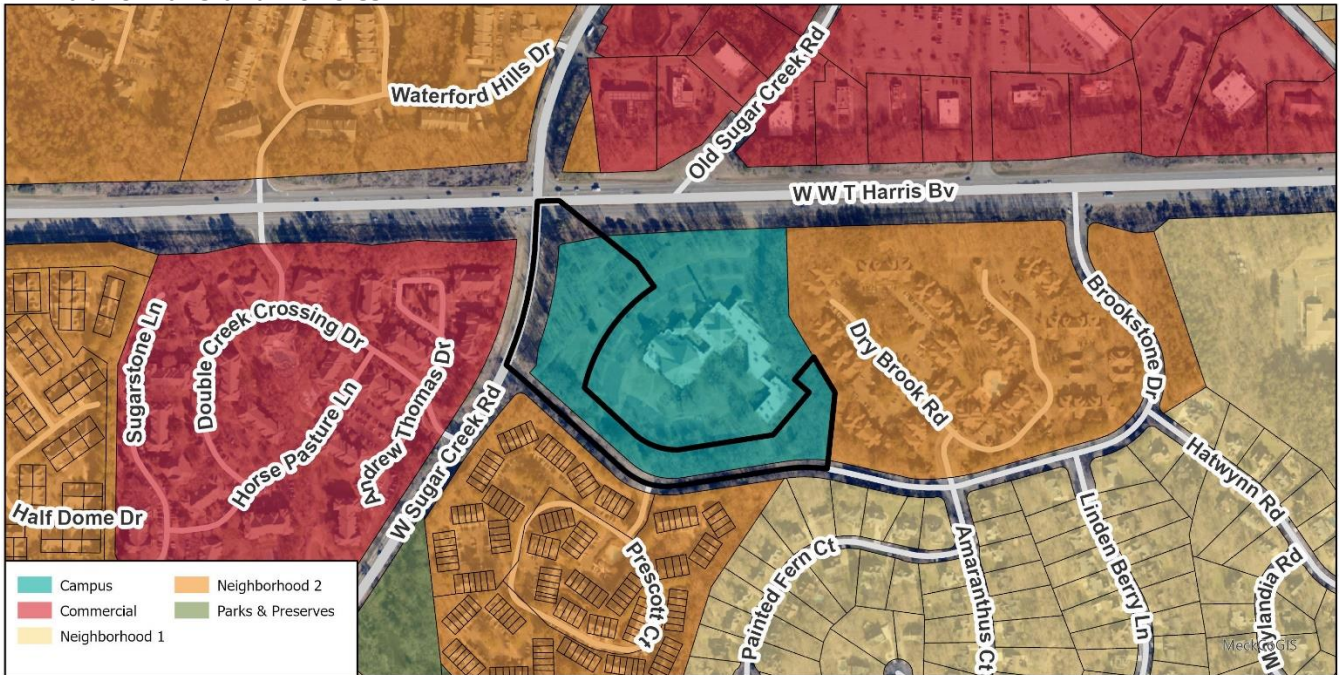 Waterford Hills Dr
Old Sugar Creek Rd
W W T Harris Bv
Sugarstone Ln
Double Creek Crossing Dr
Andrew Thomas Dr
Horse Pasture Ln
Half Dome Dr
W Sugar Creek Rd
Dry Brook Rd
Brookstone Dr
Hatwynn Rd
Prescott Ct
Painted Fern Ct
Amaranthus Ct
Linden Berry Ln
Marylandia Rd
Campus
Commercial
Neighborhood 1
Neighborhood 2
Parks & Preserves
MeckCoGIS